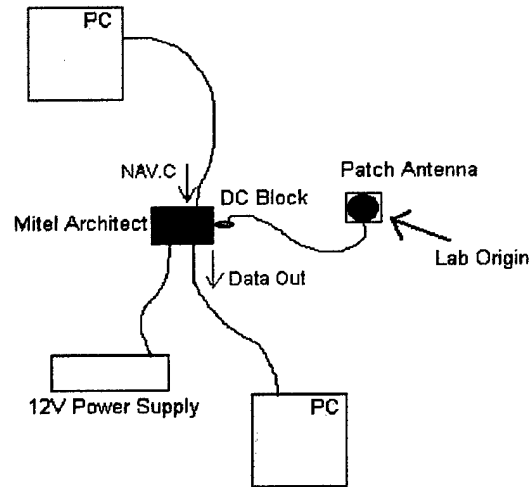 PC
NAV.C
DC Block
Patch Antenna
Mitel Architect
Lab Origin
Data Out
12V Power Supply
PC